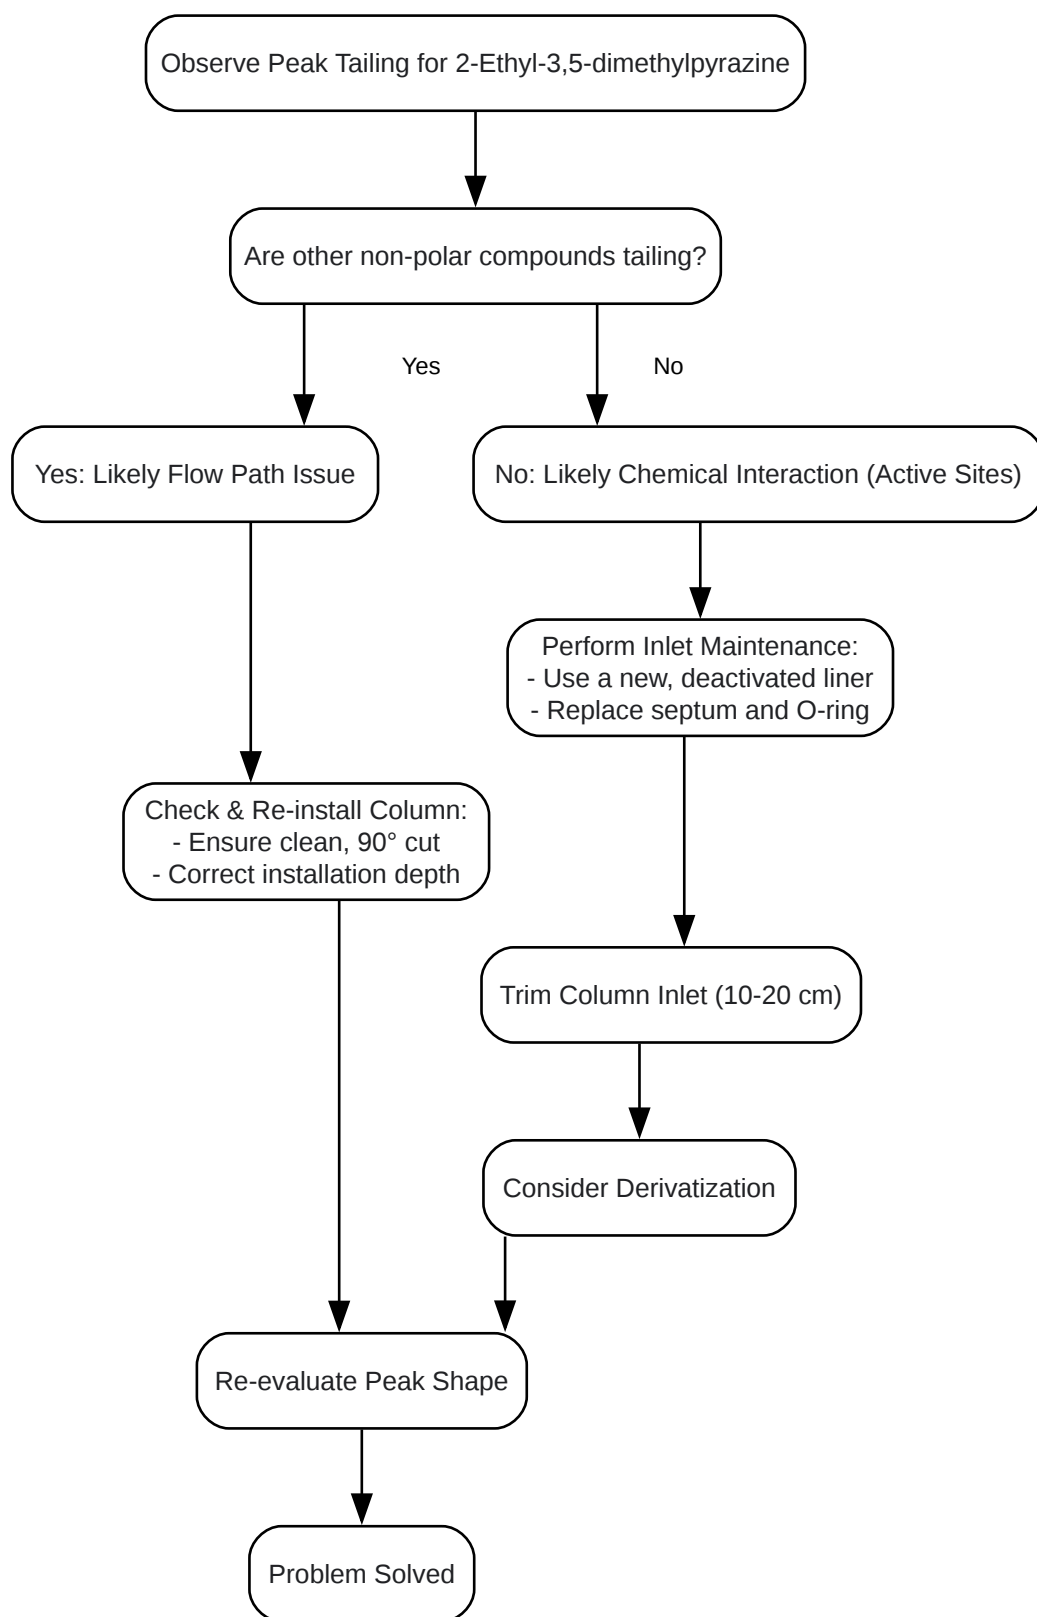 Observe Peak Tailing for 2-Ethyl-3,5-dimethylpyrazine
Are other non-polar compounds tailing?
Yes
No
Yes: Likely Flow Path Issue
No: Likely Chemical Interaction (Active Sites)
Perform Inlet Maintenance:
- Use a new, deactivated liner
- Replace septum and O-ring
Check & Re-install Column:
- Ensure clean, 90° cut
- Correct installation depth
Trim Column Inlet (10-20 cm)
Consider Derivatization
Re-evaluate Peak Shape
Problem Solved